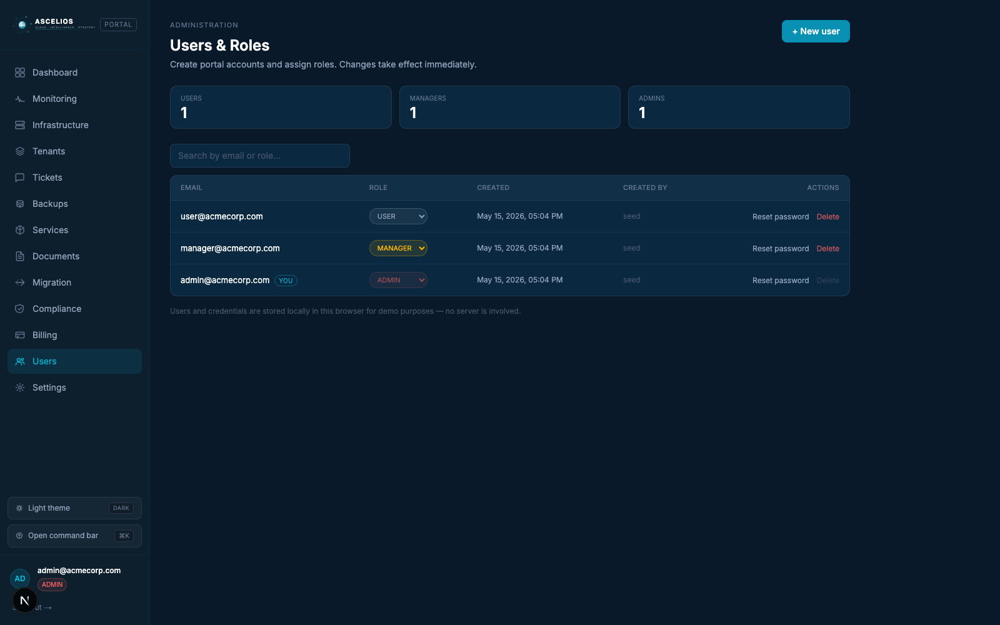 ASCELIOS
CLOUD · INTELLIGENCE · STRATEGY
PORTAL
Dashboard
Monitoring
Infrastructure
Tenants
Tickets
Backups
Services
Documents
Migration
Compliance
Billing
Users
Settings
Light theme DARK
Open command bar ⌘K
AD admin@acmecorp.com
ADMIN
N
ut →
ADMINISTRATION
Users & Roles
Create portal accounts and assign roles. Changes take effect immediately.
+ New user
USERS
1
MANAGERS
1
ADMINS
1
Search by email or role...
EMAIL ROLE CREATED CREATED BY ACTIONS
user@acmecorp.com USER May 15, 2026, 05:04 PM seed Reset password Delete
manager@acmecorp.com MANAGER May 15, 2026, 05:04 PM seed Reset password Delete
admin@acmecorp.com YOU ADMIN May 15, 2026, 05:04 PM seed Reset password Delete
Users and credentials are stored locally in this browser for demo purposes — no server is involved.